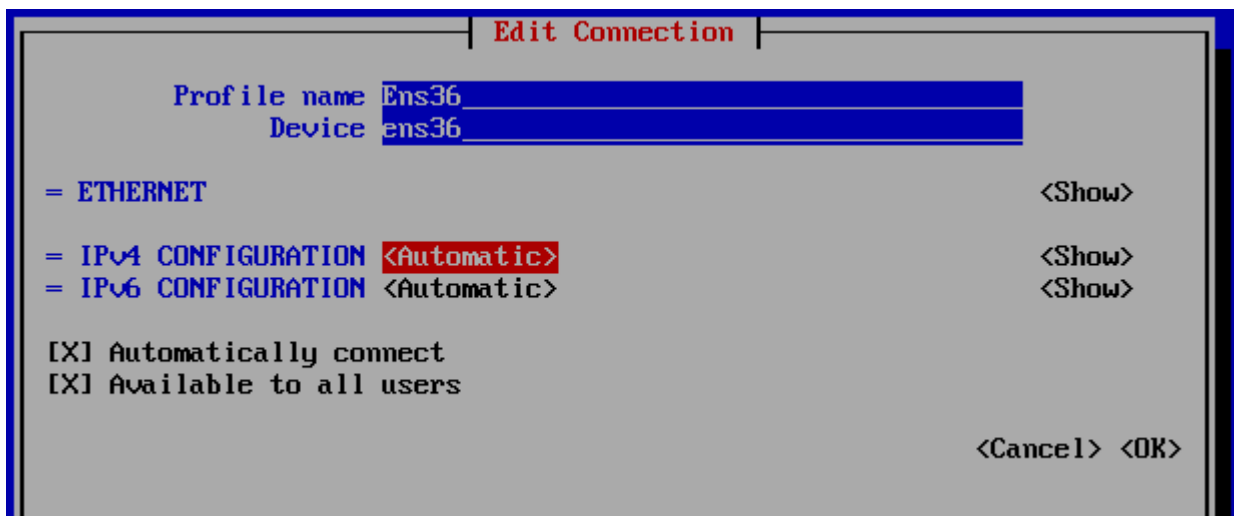 Edit Connection
Profile name Ens36
Device ens36
= ETHERNET <Show>
= IPv4 CONFIGURATION <Automatic> <Show>
= IPv6 CONFIGURATION <Automatic> <Show>
[X] Automatically connect
[X] Available to all users
<Cancel> <OK>